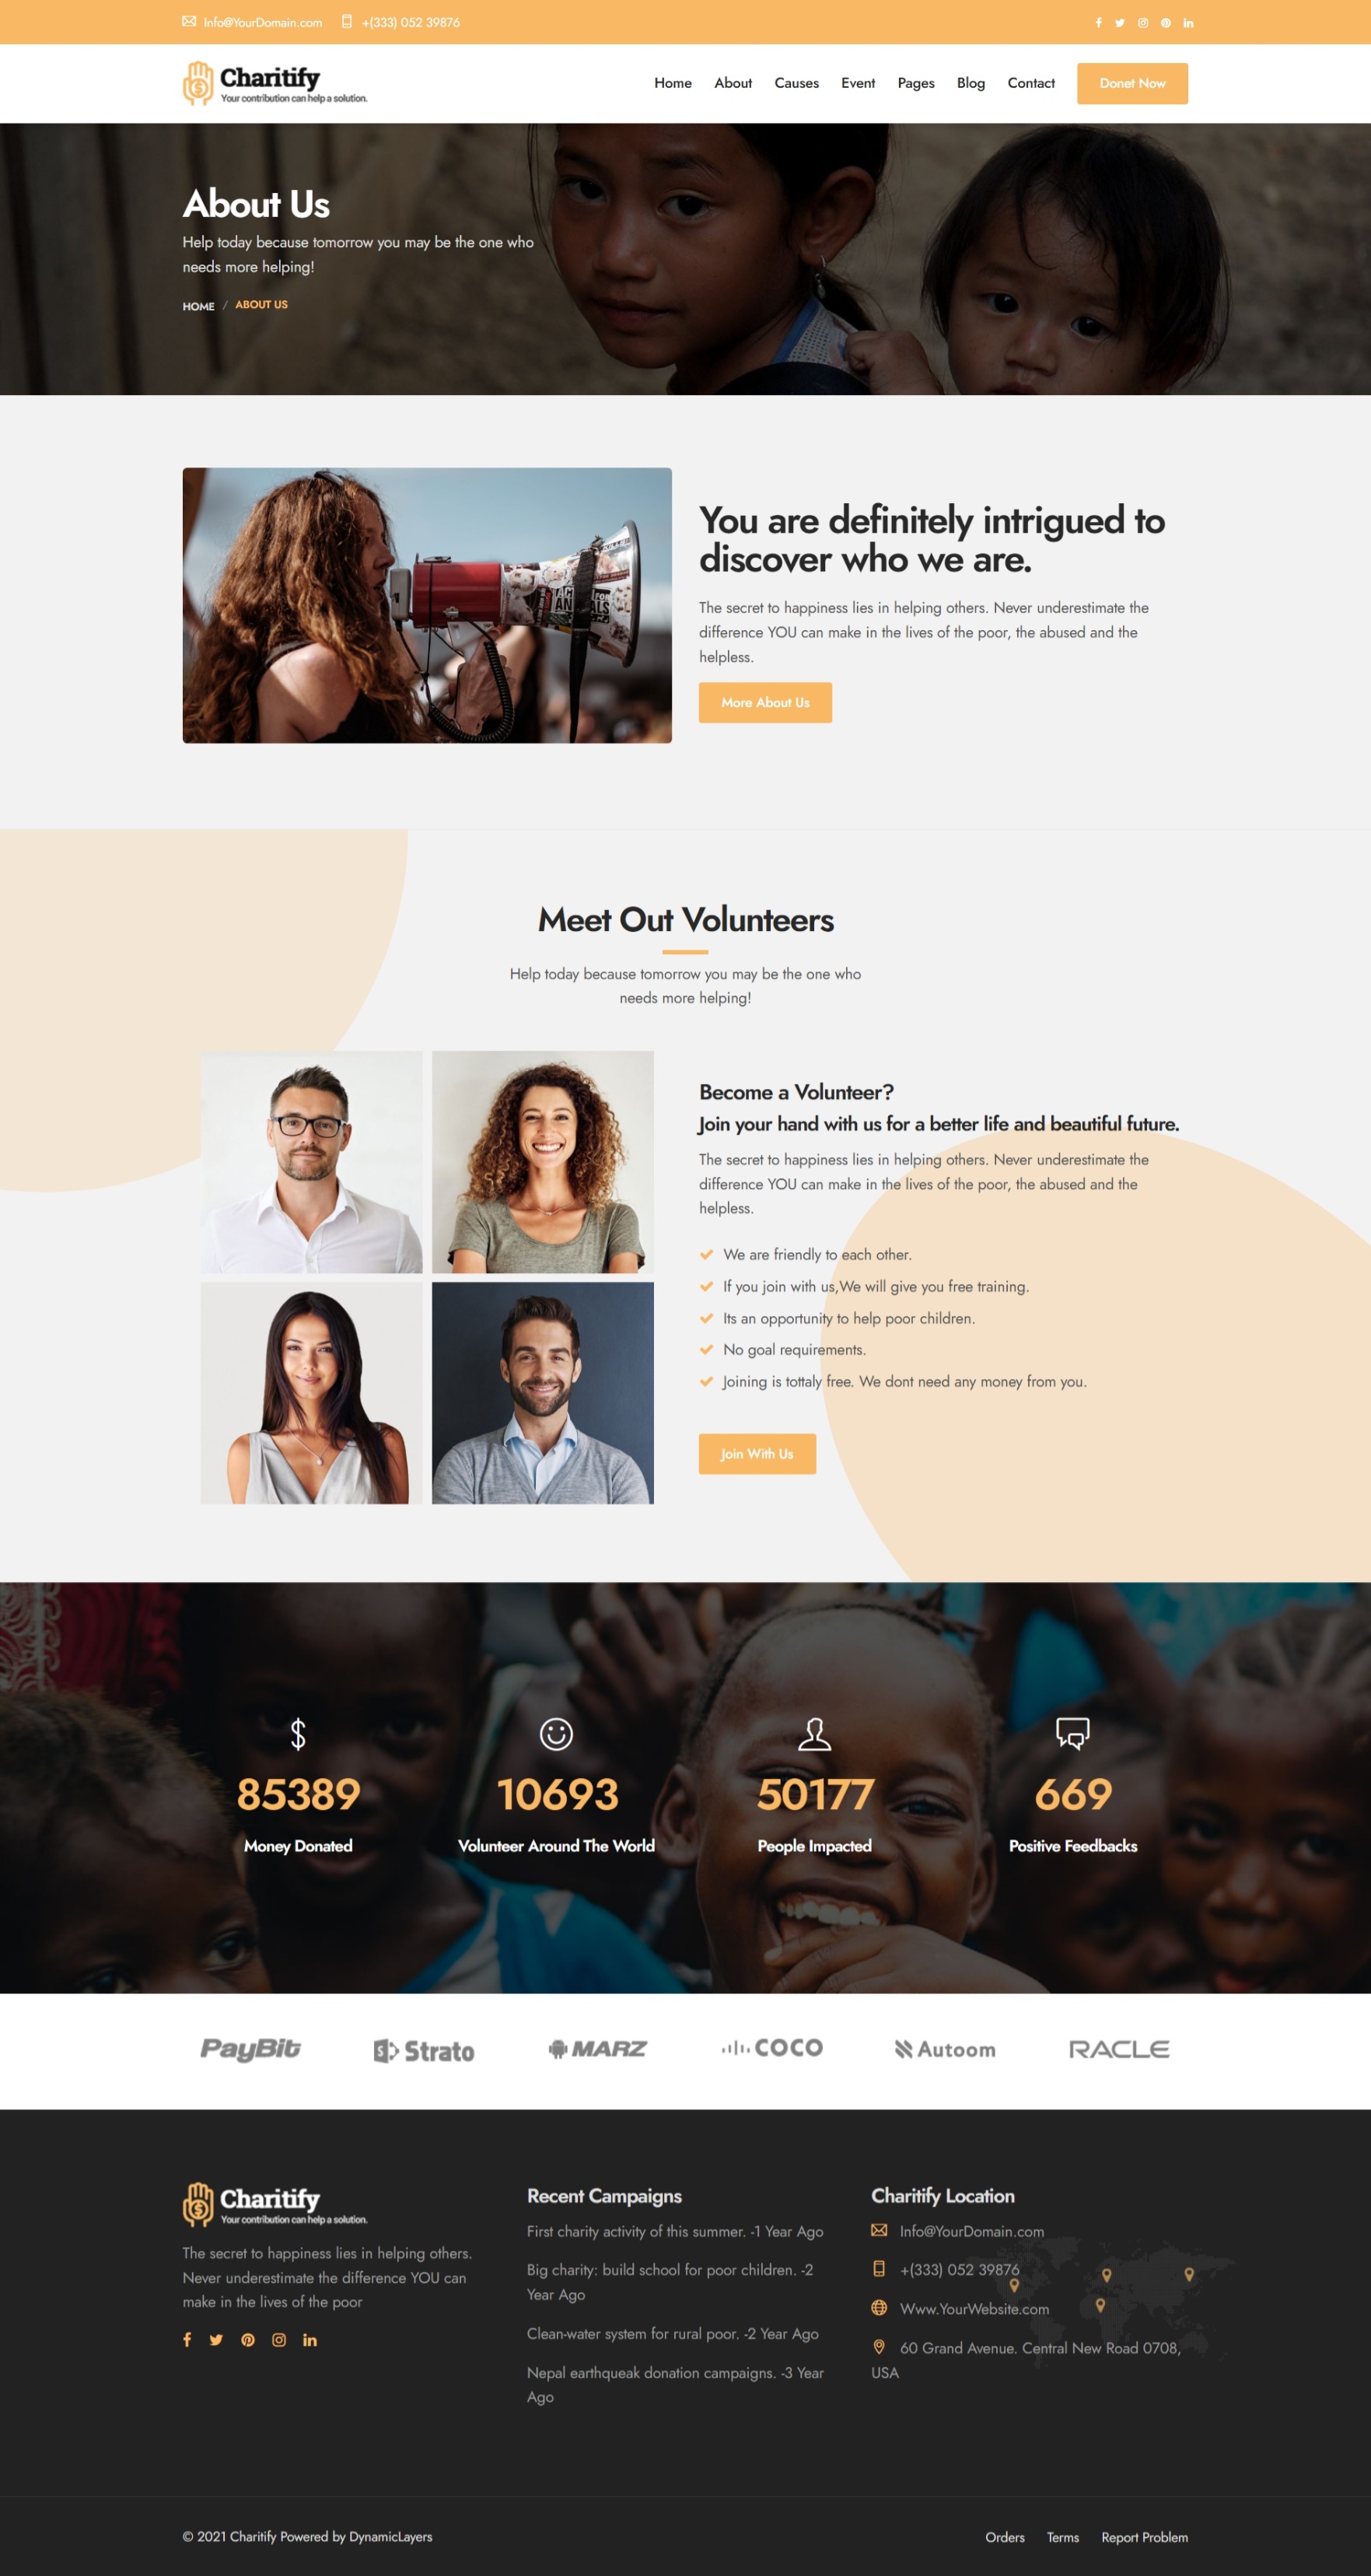 Info@YourDomain.com +(333) 052 39876
Charitify
Your contribution can help a solution.
Home About Causes Event Pages Blog Contact Donet Now
About Us
Help today because tomorrow you may be the one who
needs more helping!
HOME / ABOUT US
You are definitely intrigued to
discover who we are.
The secret to happiness lies in helping others. Never underestimate the
difference YOU can make in the lives of the poor, the abused and the
helpless.
More About Us
Meet Out Volunteers
Help today because tomorrow you may be the one who
needs more helping!
Become a Volunteer?
Join your hand with us for a better life and beautiful future.
The secret to happiness lies in helping others. Never underestimate the
difference YOU can make in the lives of the poor, the abused and the
helpless.
We are friendly to each other.
If you join with us,We will give you free training.
Its an opportunity to help poor children.
No goal requirements.
Joining is tottaly free. We dont need any money from you.
Join With Us
85389
Money Donated
10693
Volunteer Around The World
50177
People Impacted
669
Positive Feedbacks
PayBit Strato MARZ COCO Autoom RACLE
Charitify
Your contribution can help a solution.
The secret to happiness lies in helping others.
Never underestimate the difference YOU can
make in the lives of the poor
Recent Campaigns
First charity activity of this summer. -1 Year Ago
Big charity: build school for poor children. -2
Year Ago
Clean-water system for rural poor. -2 Year Ago
Nepal earthqueak donation campaigns. -3 Year
Ago
Charitify Location
Info@YourDomain.com
+(333) 052 39876
Www.YourWebsite.com
60 Grand Avenue. Central New Road 0708,
USA
© 2021 Charitify Powered by DynamicLayers
Orders Terms Report Problem